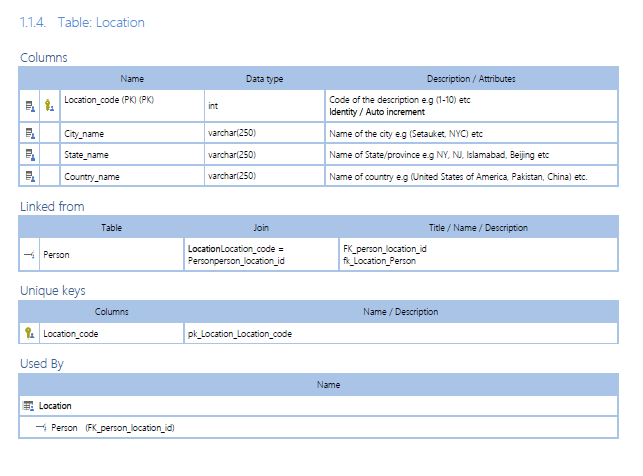 1.1.4. Table: Location
Columns
Name Data type Description / Attributes
Location_code (PK) (PK) int Code of the description e.g (1-10) etc
Identity / Auto increment
City_name varchar(250) Name of the city e.g (Setauket, NYC) etc
State_name varchar(250) Name of State/province e.g NY, NJ, Islamabad, Beijing etc
Country_name varchar(250) Name of country e.g (United States of America, Pakistan, China) etc.
Linked from
Table Join Title / Name / Description
Person LocationLocation_code = FK_person_location_id
Personperson_location_id fk_Location_Person
Unique keys
Columns Name / Description
Location_code pk_Location_Location_code
Used By
Name
Location
Person (FK_person_location_id)